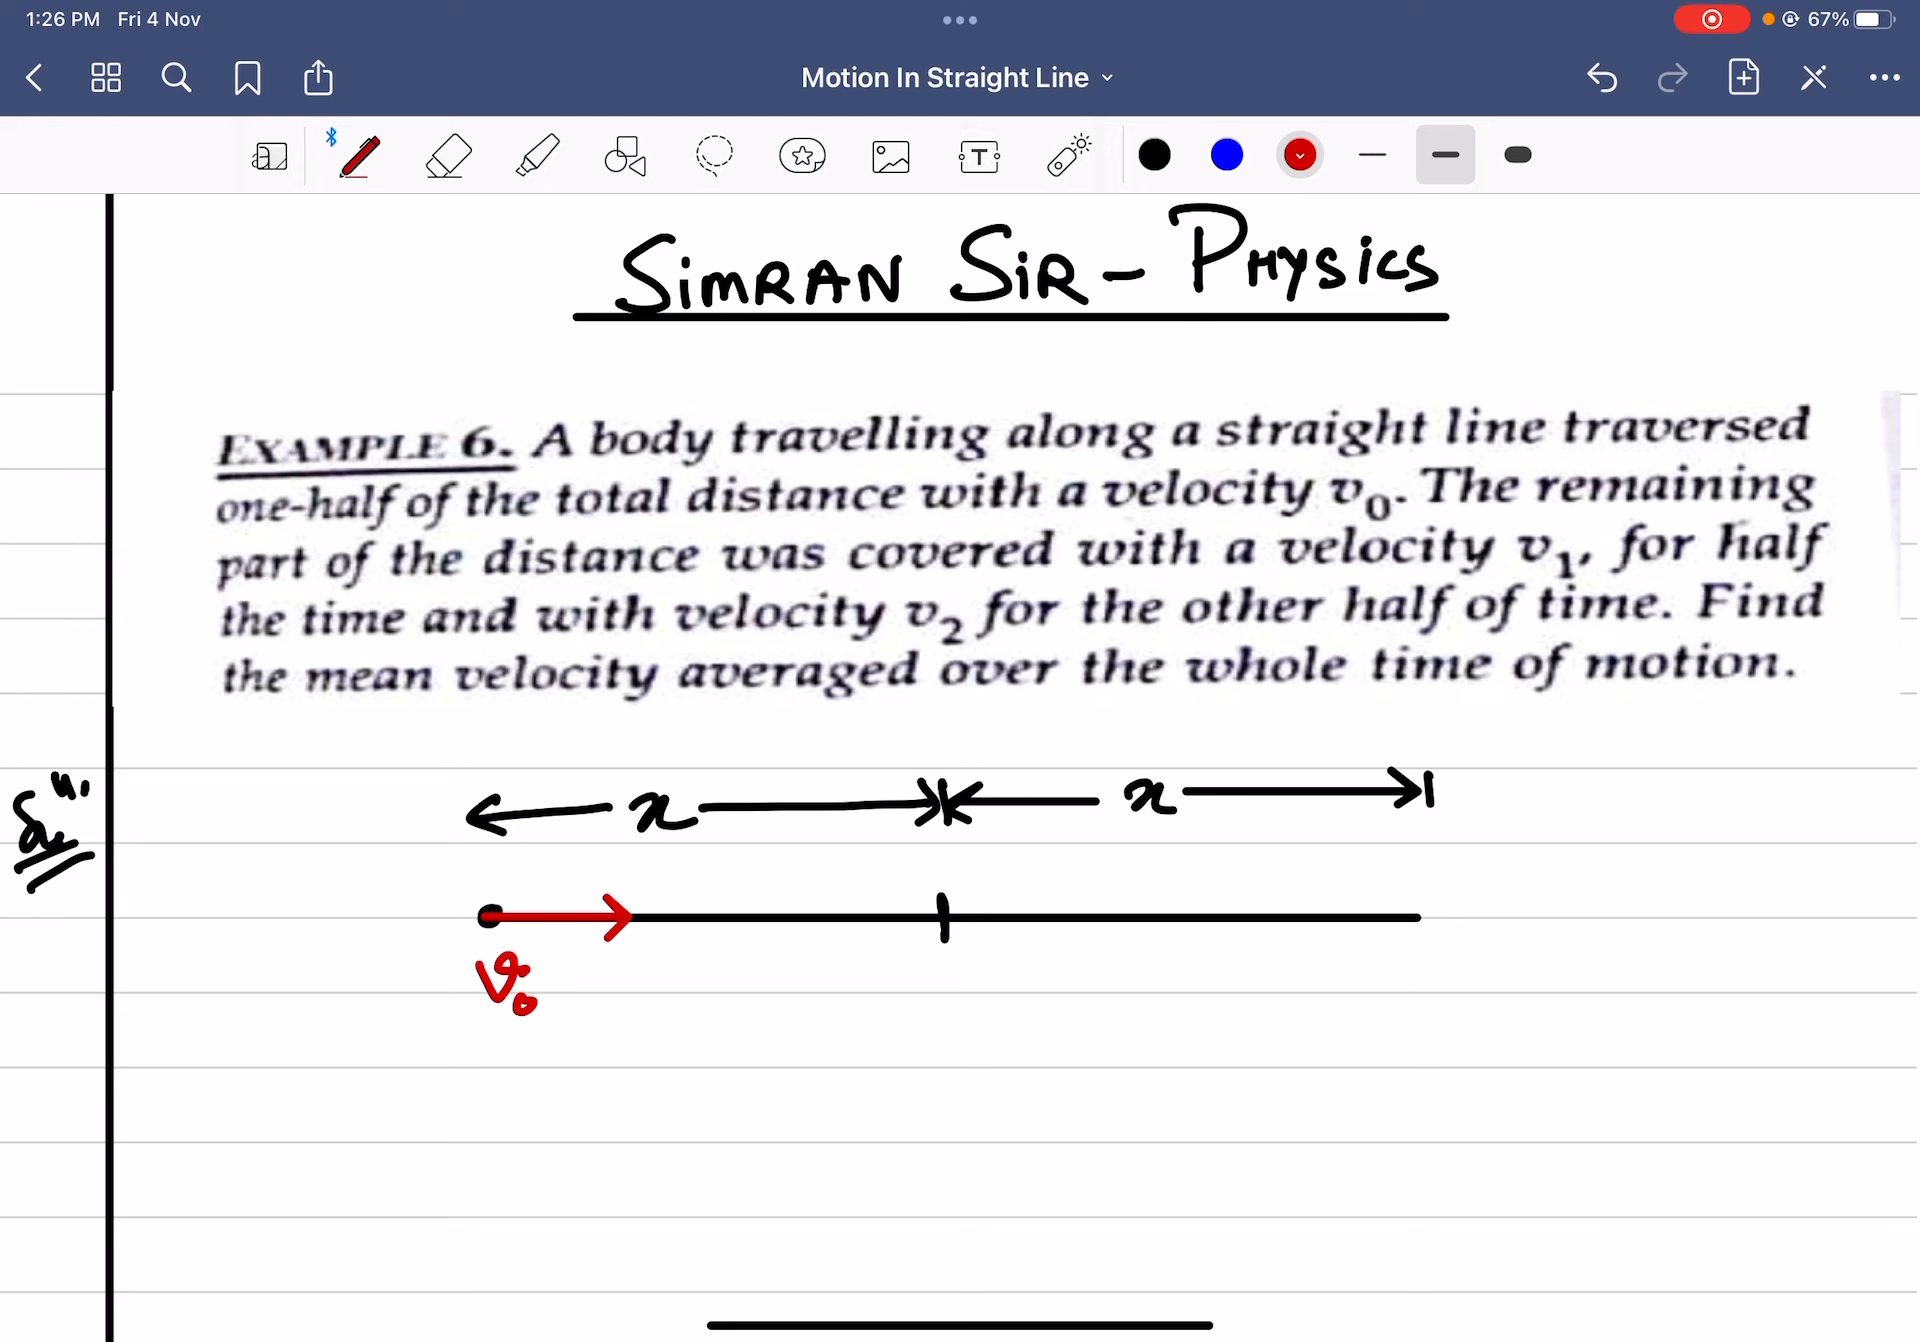 1:26 PM Fri 4 Nov
67%
Motion In Straight Line
SimRAN SiR - PHYSiCS
EXAMPLE 6. A body travelling along a straight line traversed
one-half of the total distance with a velocity v₀. The remaining
part of the distance was covered with a velocity v₁, for half
the time and with velocity v₂ for the other half of time. Find
the mean velocity averaged over the whole time of motion.
x x
v₀